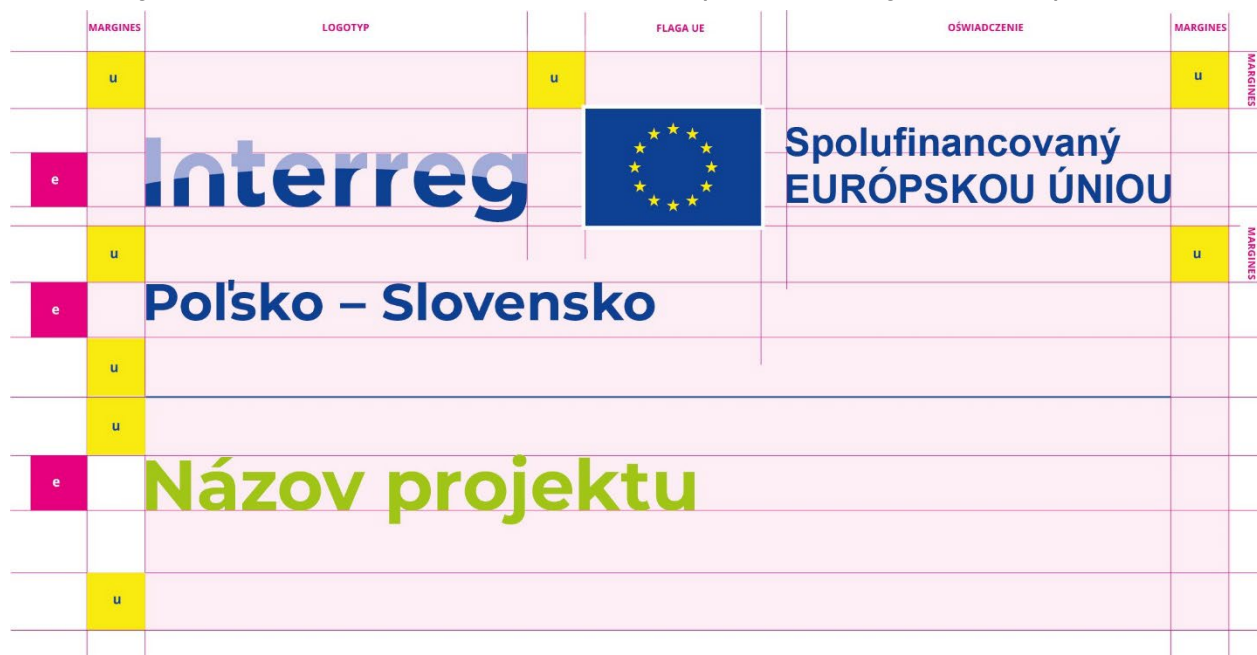 MARGINES LOGOTYP FLAGA UE OŚWIADCZENIE MARGINES
u u u MARGINES
Interreg Spolufinancovaný
e EURÓPSKOU ÚNIOU
u u MARGINES
e Poľsko – Slovensko
u
u
e Názov projektu
u